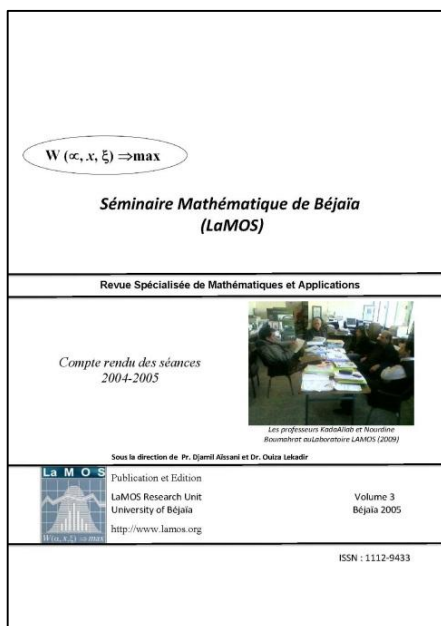 W (∝, x, ξ) ⇒max
Séminaire Mathématique de Béjaïa
(LaMOS)
Revue Spécialisée de Mathématiques et Applications
Compte rendu des séances
2004-2005
Les professeurs KadaAllab et Nourdine
Boumahrat auLaboratoire LAMOS (2009)
Sous la direction de Pr. Djamil Aïssani et Dr. Ouiza Lekadir
La M O S
W(α, x, ξ) ⇒ max
Publication et Edition
LaMOS Research Unit
University of Béjaïa
http://www.lamos.org
Volume 3
Béjaïa 2005
ISSN : 1112-9433